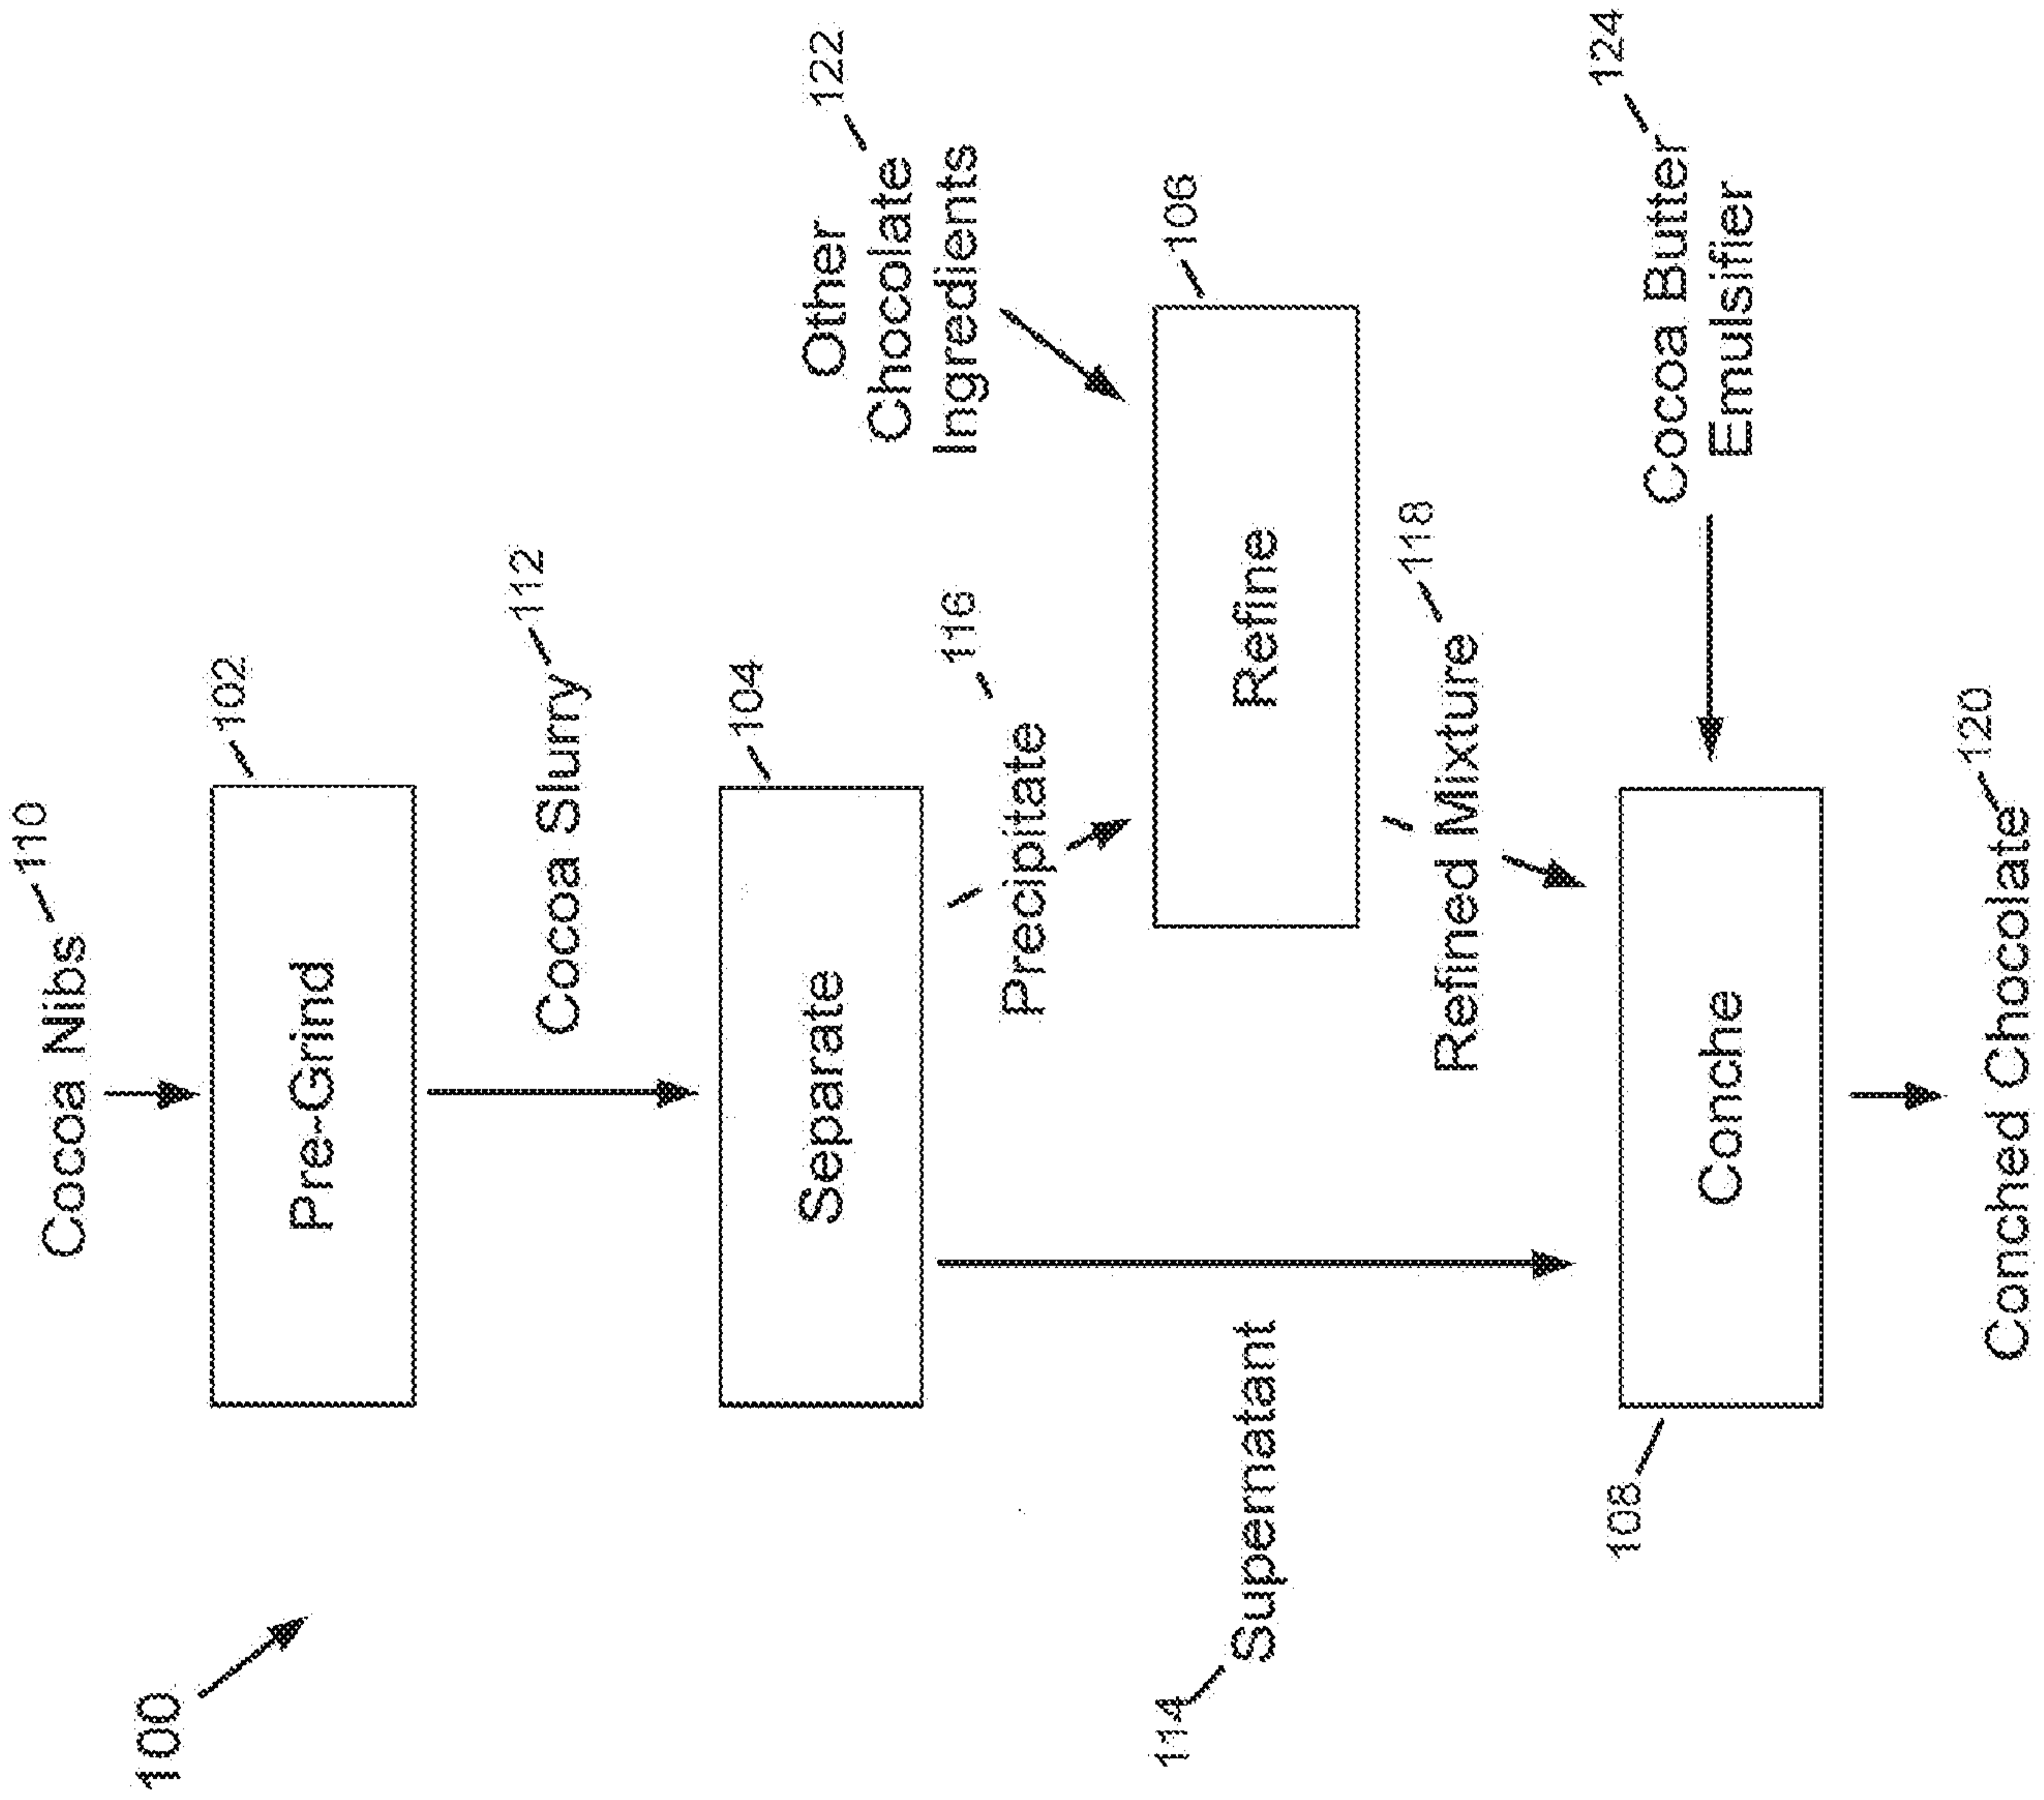 100
Cocoa Nibs 110
Pre-Grind 102
Cocoa Slurry 112
Separate 104
Other 122
Chocolate
Ingredients
Precipitate 116
114 Supernatant
Refine 106
Refined Mixture 118
Cocoa Butter 124
Emulsifier
108 Conche
Conched Chocolate 120